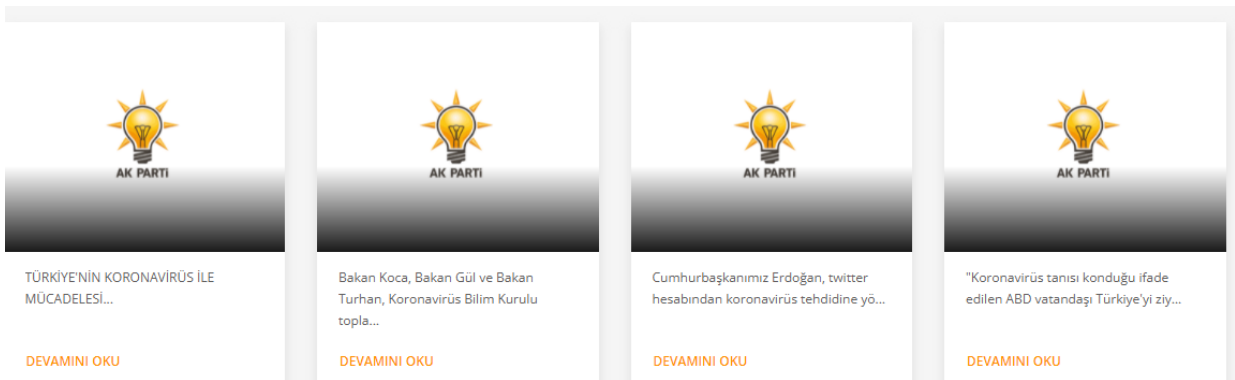 AK PARTİ
AK PARTİ
AK PARTİ
AK PARTİ
TÜRKİYE'NİN KORONAVİRÜS İLE
MÜCADELESİ...
DEVAMINI OKU
Bakan Koca, Bakan Gül ve Bakan
Turhan, Koronavirüs Bilim Kurulu
topla...
DEVAMINI OKU
Cumhurbaşkanımız Erdoğan, twitter
hesabından koronavirüs tehdidine yö...
DEVAMINI OKU
"Koronavirüs tanısı konduğu ifade
edilen ABD vatandaşı Türkiye'yi ziy...
DEVAMINI OKU